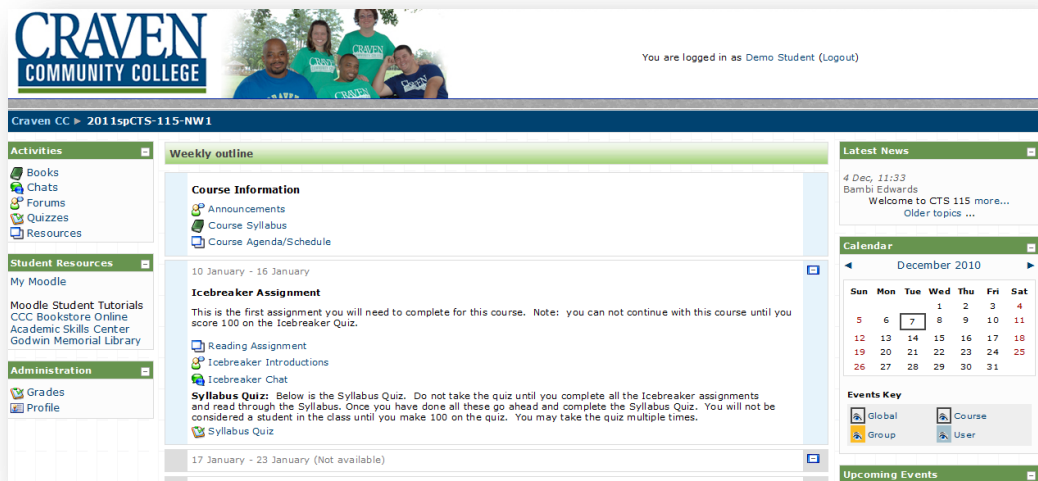 CRAVEN
COMMUNITY COLLEGE
CRAVEN
CRAVEN
You are logged in as Demo Student (Logout)
Craven CC ► 2011spCTS-115-NW1
Activities
Books
Chats
Forums
Quizzes
Resources
Student Resources
My Moodle
Moodle Student Tutorials
CCC Bookstore Online
Academic Skills Center
Godwin Memorial Library
Administration
Grades
Profile
Weekly outline
Course Information
Announcements
Course Syllabus
Course Agenda/Schedule
10 January - 16 January
Icebreaker Assignment
This is the first assignment you will need to complete for this course. Note: you can not continue with this course until you
score 100 on the Icebreaker Quiz.
Reading Assignment
Icebreaker Introductions
Icebreaker Chat
Syllabus Quiz: Below is the Syllabus Quiz. Do not take the quiz until you complete all the Icebreaker assignments
and read through the Syllabus. Once you have done all these go ahead and complete the Syllabus Quiz. You will not be
considered a student in the class until you make 100 on the quiz. You may take the quiz multiple times.
Syllabus Quiz
17 January - 23 January (Not available)
Latest News
4 Dec, 11:33
Bambi Edwards
Welcome to CTS 115 more...
Older topics ...
Calendar
◄ December 2010 ►
Sun Mon Tue Wed Thu Fri Sat
1 2 3 4
5 6 7 8 9 10 11
12 13 14 15 16 17 18
19 20 21 22 23 24 25
26 27 28 29 30 31
Events Key
Global Course
Group User
Upcoming Events